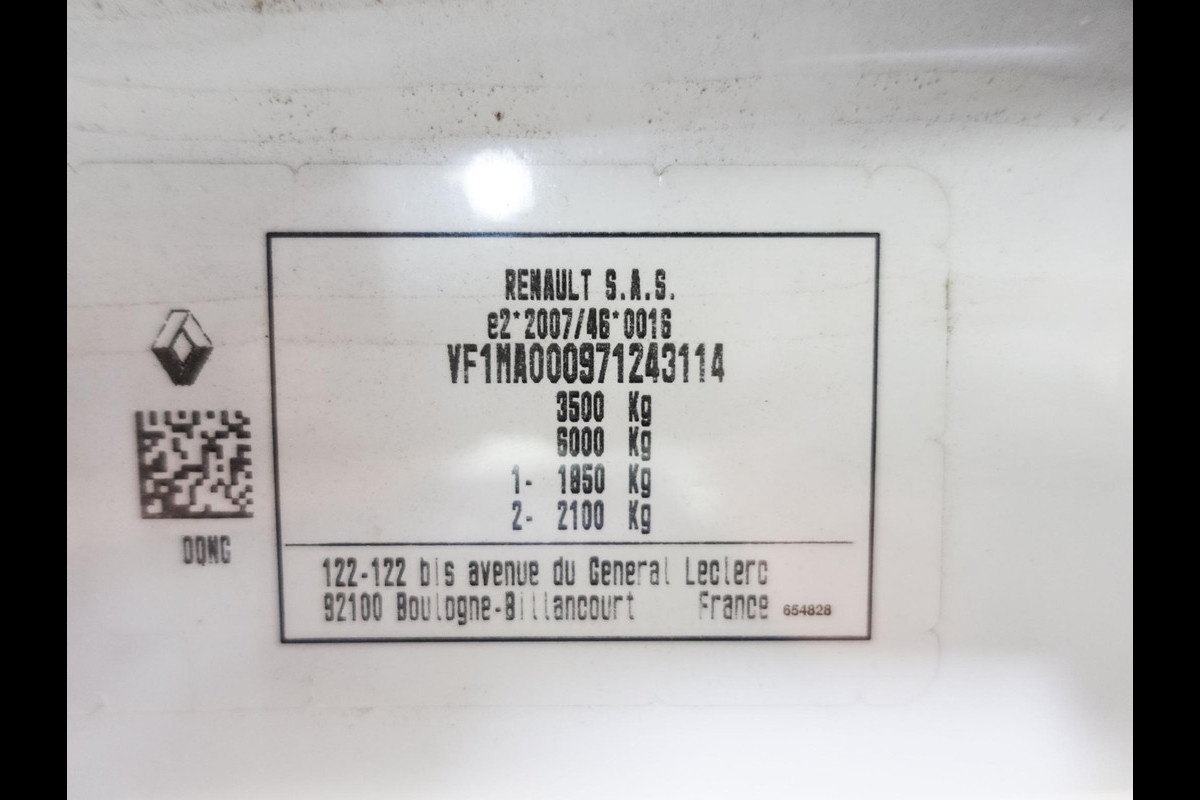 RENAULT S.A.S.
e2*2007/46*0016
VF1MA000971243114
3500 Kg
6000 Kg
1- 1850 Kg
2- 2100 Kg
DQNG
122-122 bis avenue du General Leclerc
92100 Boulogne-Billancourt France 654828